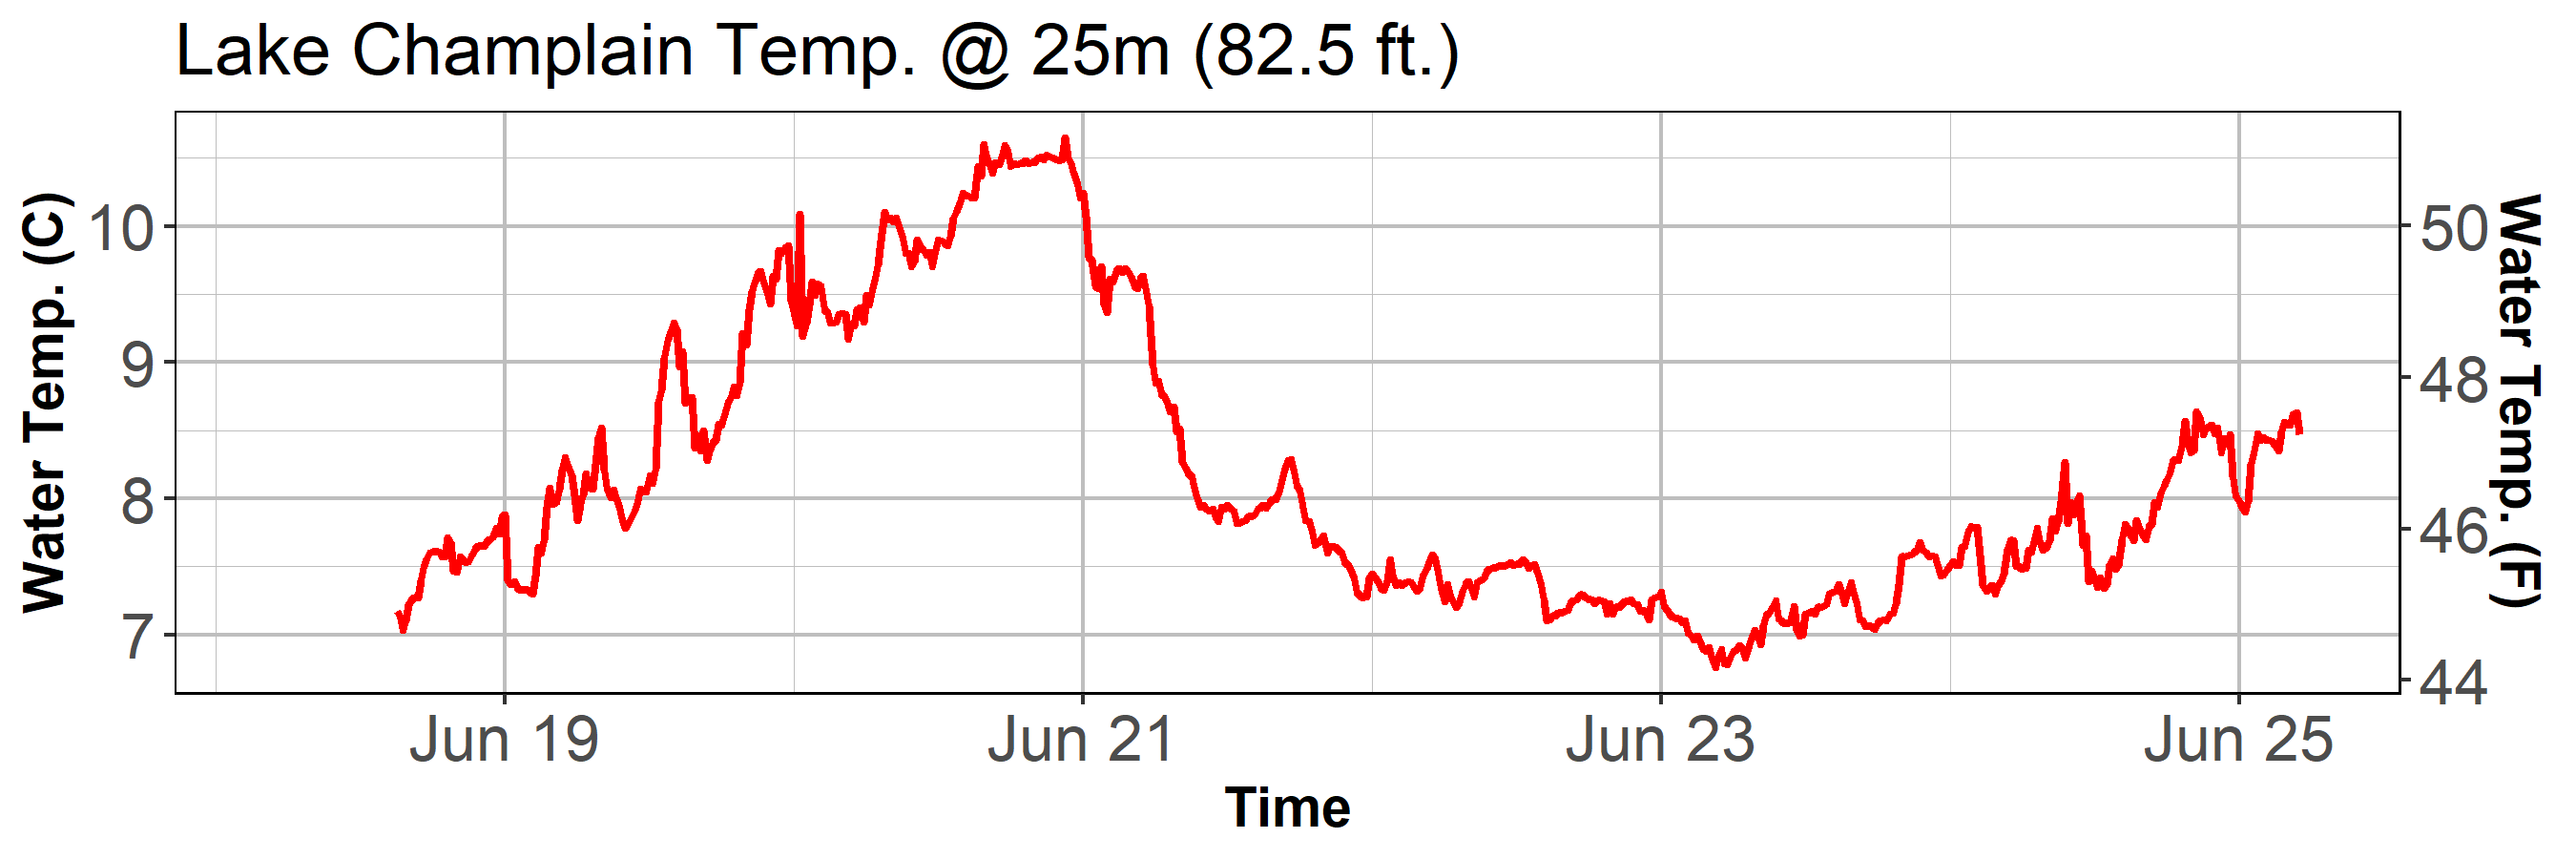 Lake Champlain Temp. @ 25m (82.5 ft.)
Water Temp. (C)
10
9
8
7
50
48
46
44
Water Temp. (F)
Jun 19
Jun 21
Jun 23
Jun 25
Time